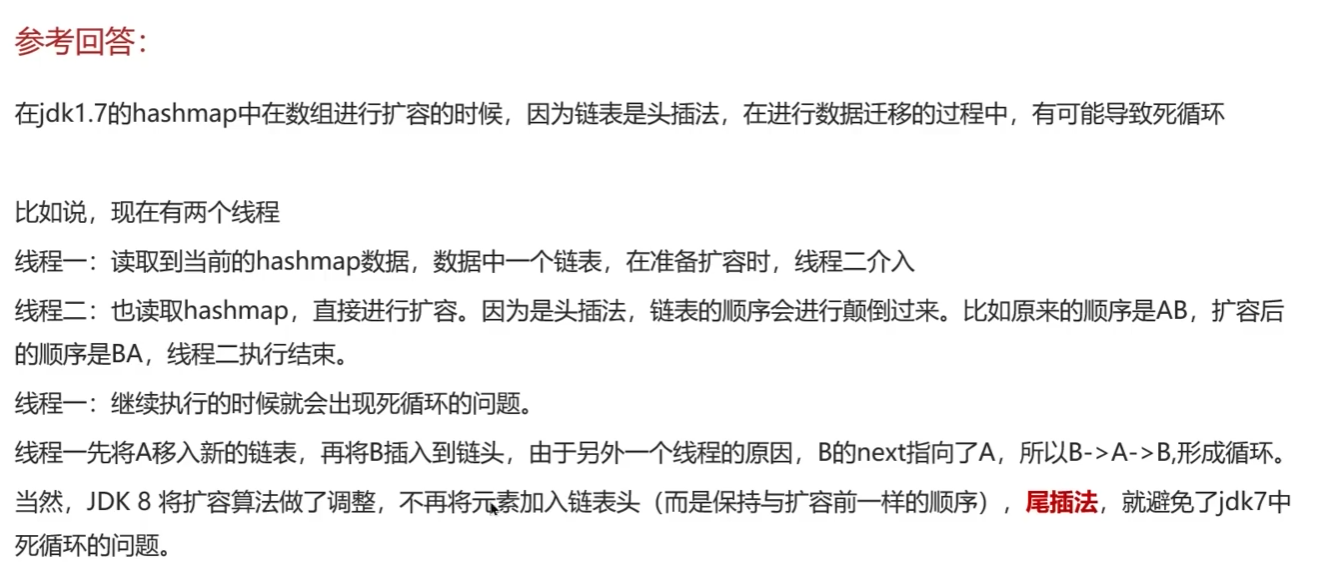 参考回答：
在jdk1.7的hashmap中在数组进行扩容的时候，因为链表是头插法，在进行数据迁移的过程中，有可能导致死循环
比如说，现在有两个线程
线程一：读取到当前的hashmap数据，数据中一个链表，在准备扩容时，线程二介入
线程二：也读取hashmap，直接进行扩容。因为是头插法，链表的顺序会进行颠倒过来。比如原来的顺序是AB，扩容后
的顺序是BA，线程二执行结束。
线程一：继续执行的时候就会出现死循环的问题。
线程一先将A移入新的链表，再将B插入到链头，由于另外一个线程的原因，B的next指向了A，所以B->A->B,形成循环。
当然，JDK 8 将扩容算法做了调整，不再将元素加入链表头（而是保持与扩容前一样的顺序），尾插法，就避免了jdk7中
死循环的问题。